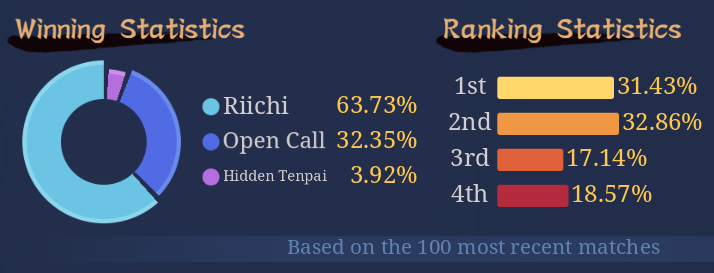 Winning Statistics
Riichi 63.73%
Open Call 32.35%
Hidden Tenpai 3.92%
Ranking Statistics
1st 31.43%
2nd 32.86%
3rd 17.14%
4th 18.57%
Based on the 100 most recent matches